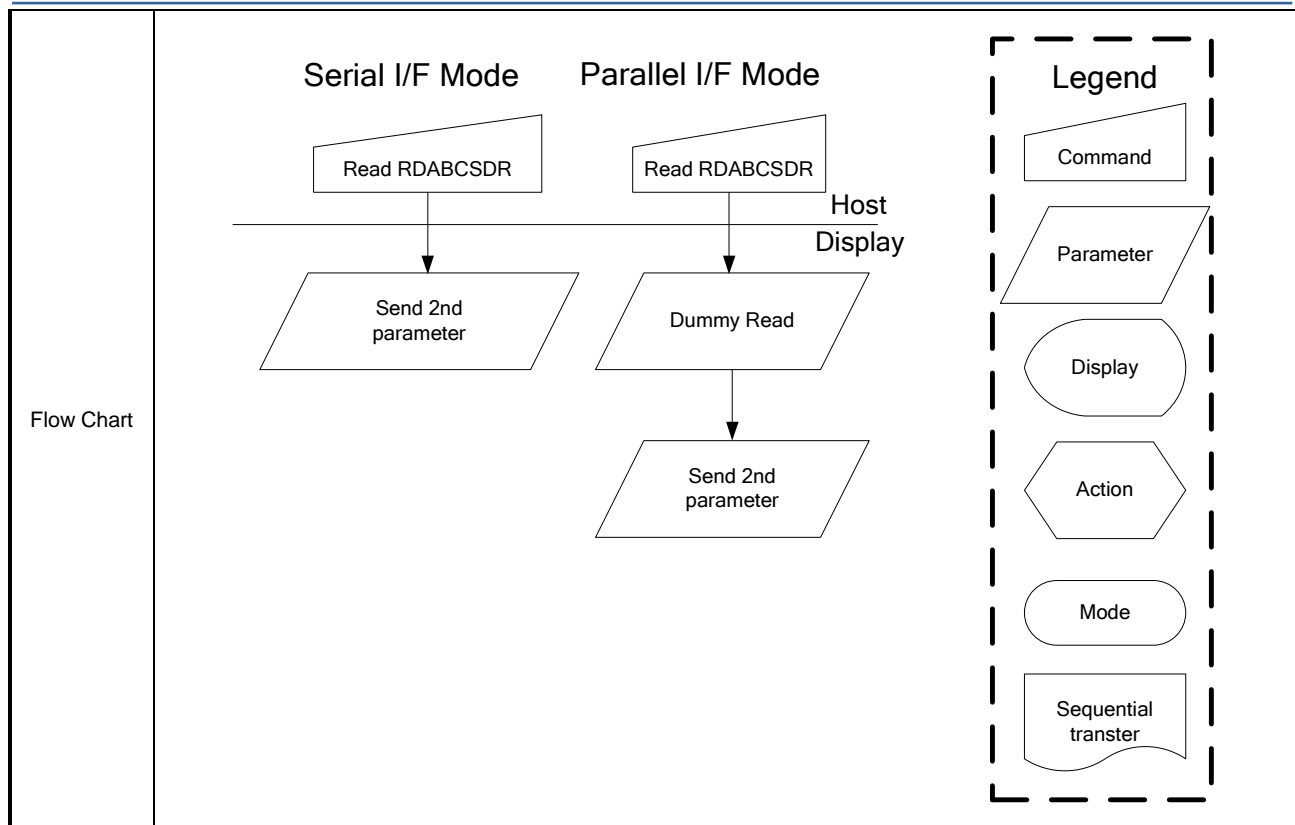 Flow Chart
Serial I/F Mode
Parallel I/F Mode
Read RDABCSDR
Read RDABCSDR
Host
Display
Send 2nd
parameter
Dummy Read
Send 2nd
parameter
Legend
Command
Parameter
Display
Action
Mode
Sequential
transter